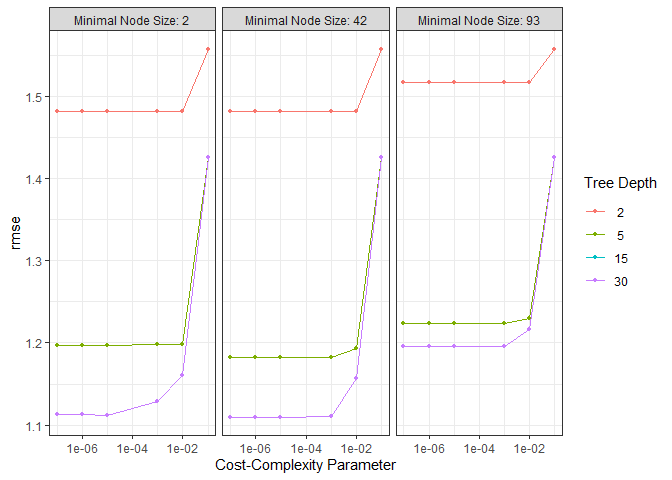 Minimal Node Size: 2 Minimal Node Size: 42 Minimal Node Size: 93
1.5
1.4
1.3
1.2
1.1
rmse
1e-06 1e-04 1e-02 1e-06 1e-04 1e-02 1e-06 1e-04 1e-02
Cost-Complexity Parameter
Tree Depth
2
5
15
30